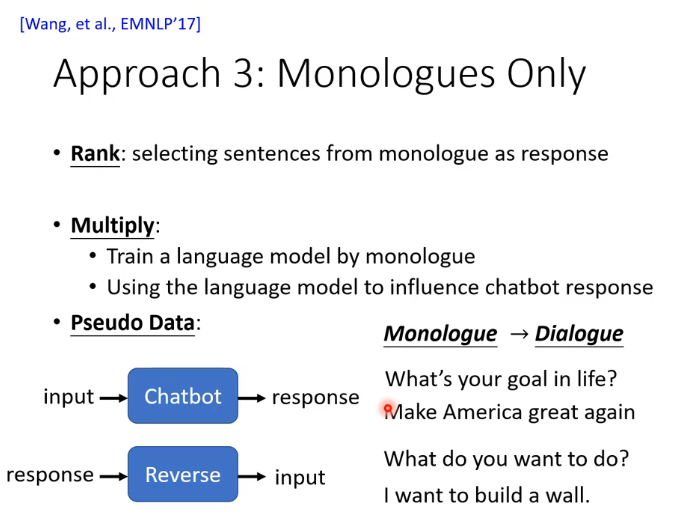 [Wang, et al., EMNLP’17]
Approach 3: Monologues Only
• Rank: selecting sentences from monologue as response
• Multiply:
• Train a language model by monologue
• Using the language model to influence chatbot response
• Pseudo Data:
Monologue → Dialogue
input Chatbot response
What’s your goal in life?
Make America great again
response Reverse input
What do you want to do?
I want to build a wall.